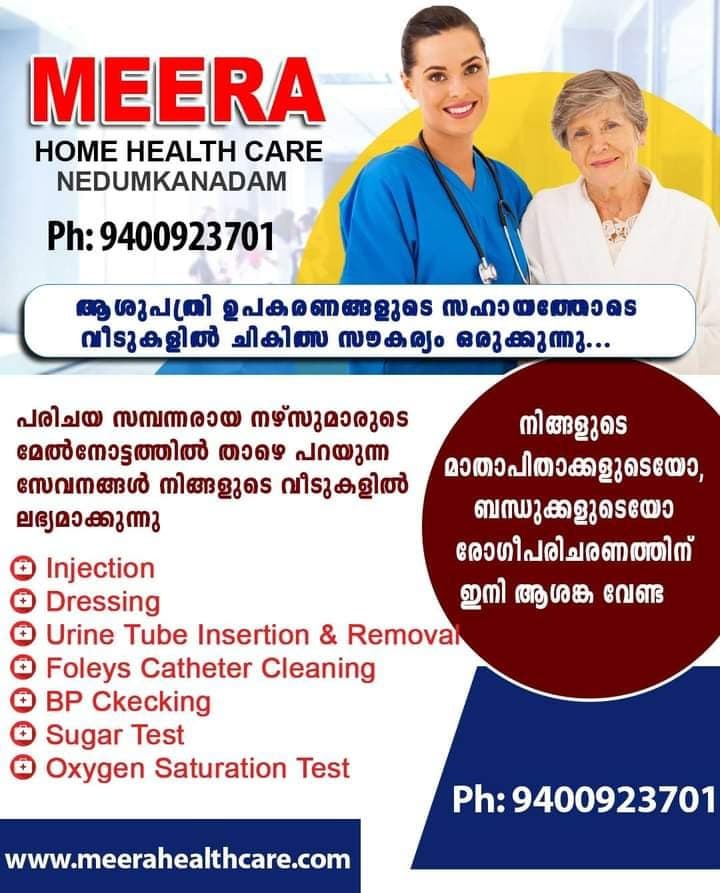 MEERA
HOME HEALTH CARE
NEDUMKANADAM
Ph: 9400923701
ആശുപത്രി ഉപകരണങ്ങളുടെ സഹായത്തോടെ
വീടുകളിൽ ചികിത്സ സൗകര്യം ഒരുക്കുന്നു...
പരിചയ സമ്പന്നരായ നഴ്സുമാരുടെ
മേൽനോട്ടത്തിൽ താഴെ പറയുന്ന
സേവനങ്ങൾ നിങ്ങളുടെ വീടുകളിൽ
ലഭ്യമാക്കുന്നു
Injection
Dressing
Urine Tube Insertion & Removal
Foleys Catheter Cleaning
BP Ckecking
Sugar Test
Oxygen Saturation Test
നിങ്ങളുടെ
മാതാപിതാക്കളുടെയോ,
ബന്ധുക്കളുടെയോ
രോഗീപരിചരണത്തിന്
ഇനി ആശങ്ക വേണ്ട
Ph: 9400923701
www.meerahealthcare.com